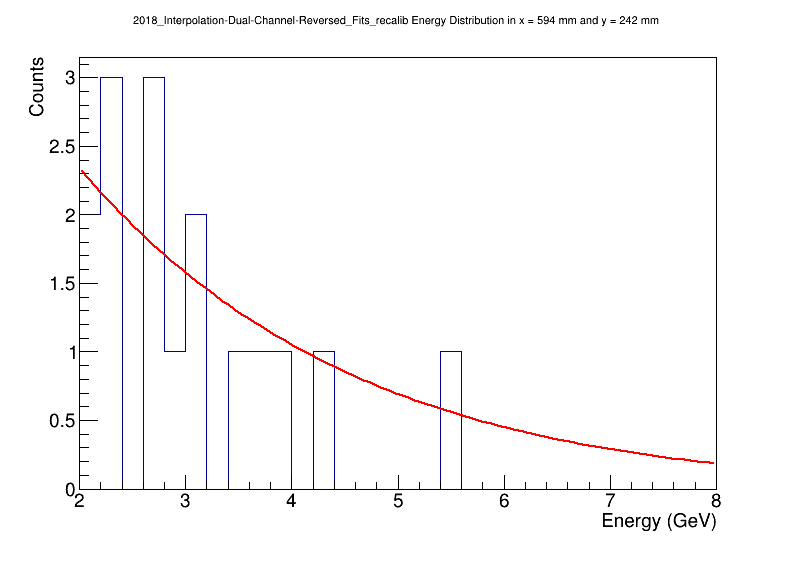 2018_Interpolation-Dual-Channel-Reversed_Fits_recalib Energy Distribution in x = 594 mm and y = 242 mm
Counts
3
2.5
2
1.5
1
0.5
0
2 3 4 5 6 7 8
Energy (GeV)